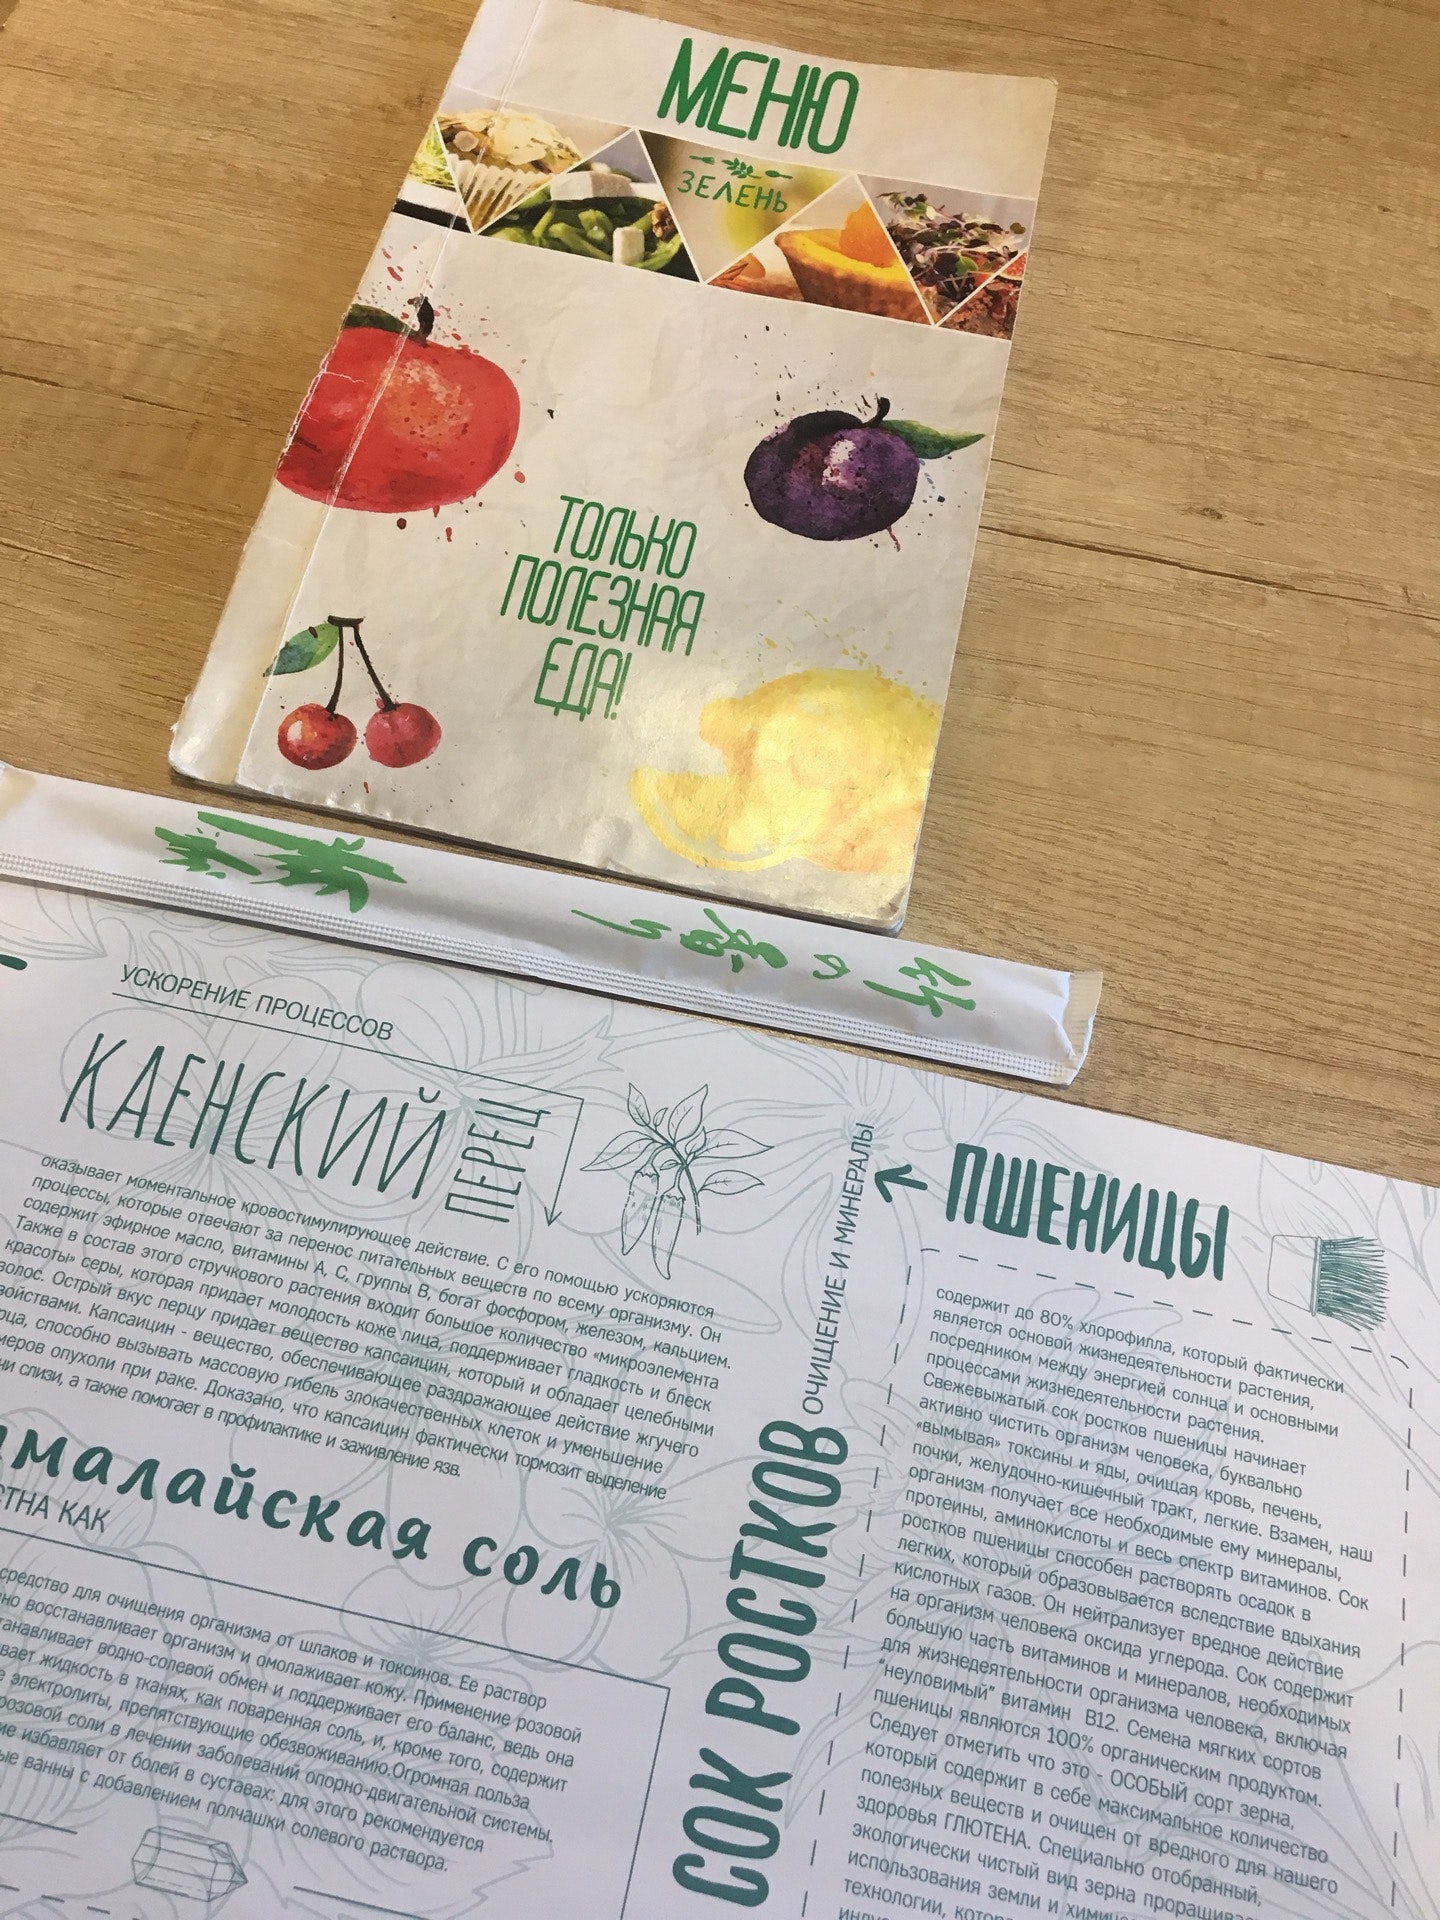 МЕНЮ
ЗЕЛЕНЬ
ТОЛЬКО
ПОЛЕЗНАЯ
ЕДА!
УСКОРЕНИЕ ПРОЦЕССОВ
КАЕНСКИЙ
ПЕРЕЦ
оказывает моментальное кровостимулирующее действие. С его помощью ускоряются
процессы, которые отвечают за перенос питательных веществ по всему организму. Он
содержит эфирное масло, витамины А, С, группы В, богат фосфором, железом, кальцием.
Также в состав этого стручкового растения входит большое количество «микроэлемента
красоты» серы, которая придает молодость коже лица, поддерживает гладкость и блеск
волос. Острый вкус перцу придает вещество капсаицин, который и обладает целебными
войствами. Капсаицин - вещество, обеспечивающее раздражающее действие жгучего
рца, способно вызывать массовую гибель злокачественных клеток и уменьшение
меров опухоли при раке. Доказано, что капсаицин фактически тормозит выделение
слизи, а также помогает в профилактике и заживление язв.
малайская соль
СТНА КАК
средство для очищения организма от шлаков и токсинов. Ее раствор
но восстанавливает организм и омолаживает кожу. Применение розовой
танавливает водно-солевой обмен и поддерживает его баланс, ведь она
вает жидкость в тканях, как поваренная соль, и, кроме того, содержит
е электролиты, препятствующие обезвоживанию.Огромная польза
розовой соли в лечении заболеваний опорно-двигательной системы,
ие избавляет от болей в суставах: для этого рекомендуется
ые ванны с добавлением полчашки солевого раствора.
СОК РОСТКОВ
ОЧИЩЕНИЕ И МИНЕРАЛЫ
ПШЕНИЦЫ
содержит до 80% хлорофилла, который фактически
является основой жизнедеятельности растения,
посредником между энергией солнца и основными
процессами жизнедеятельности растения.
Свежевыжатый сок ростков пшеницы начинает
активно чистить организм человека, буквально
«вымывая» токсины и яды, очищая кровь, печень,
почки, желудочно-кишечный тракт, легкие. Взамен, наш
организм получает все необходимые ему минералы,
протеины, аминокислоты и весь спектр витаминов. Сок
ростков пшеницы способен растворять осадок в
легких, который образовывается вследствие вдыхания
кислотных газов. Он нейтрализует вредное действие
на организм человека оксида углерода. Сок содержит
большую часть витаминов и минералов, необходимых
для жизнедеятельности организма человека, включая
"неуловимый" витамин В12. Семена мягких сортов
пшеницы являются 100% органическим продуктом.
Следует отметить что это - ОСОБЫЙ сорт зерна,
который содержит в себе максимальное количество
полезных веществ и очищен от вредного для нашего
здоровья ГЛЮТЕНА. Специально отобранный,
экологически чистый вид зерна проращивал
использования земли и химич
технологии, котор